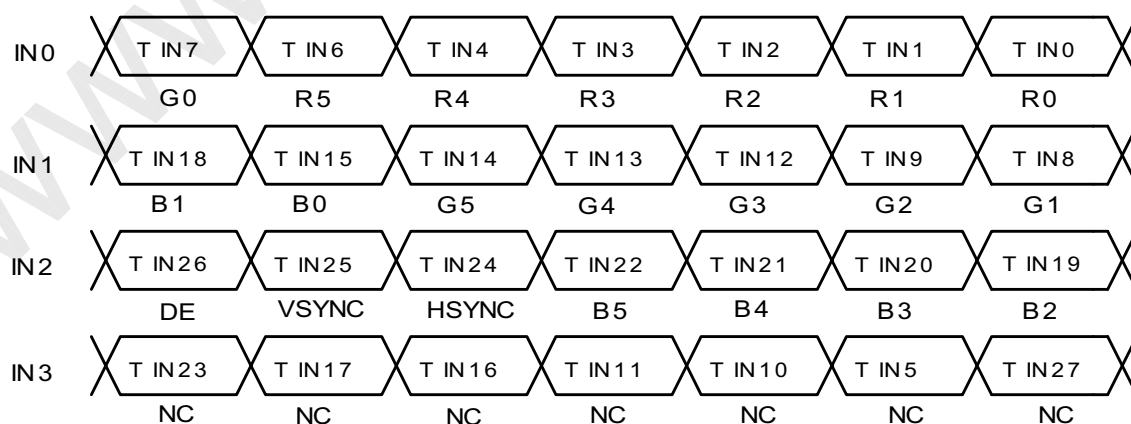 IN0 T IN7 T IN6 T IN4 T IN3 T IN2 T IN1 T IN0
G0 R5 R4 R3 R2 R1 R0
IN1 T IN18 T IN15 T IN14 T IN13 T IN12 T IN9 T IN8
B1 B0 G5 G4 G3 G2 G1
IN2 T IN26 T IN25 T IN24 T IN22 T IN21 T IN20 T IN19
DE VSYNC HSYNC B5 B4 B3 B2
IN3 T IN23 T IN17 T IN16 T IN11 T IN10 T IN5 T IN27
NC NC NC NC NC NC NC